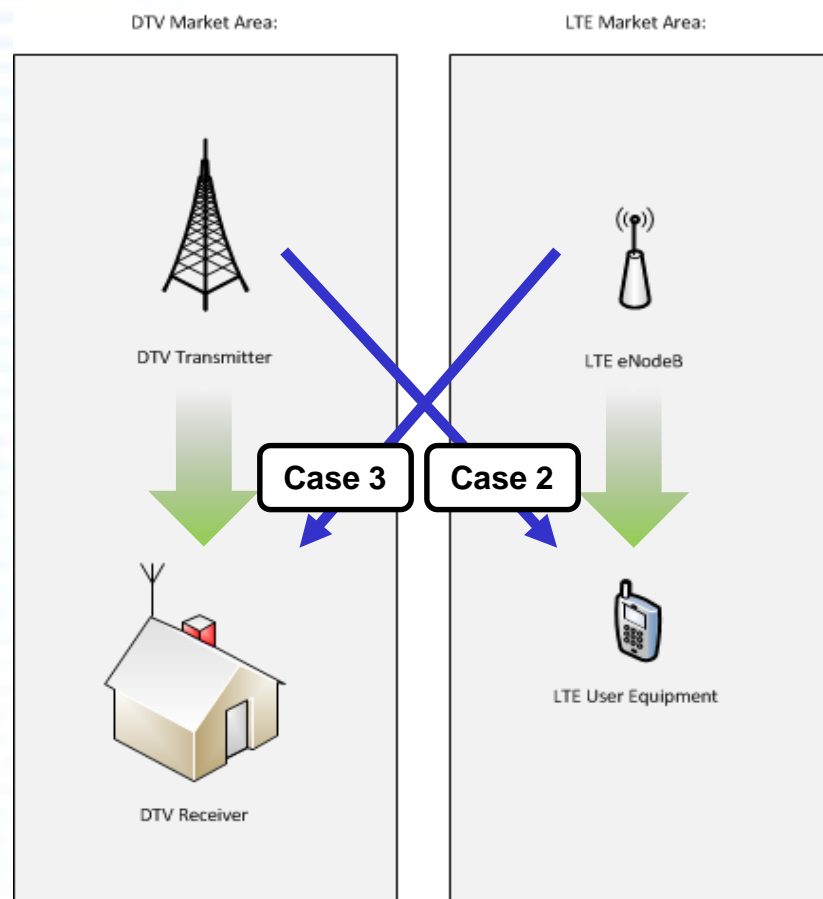 DTV Market Area:
LTE Market Area:
DTV Transmitter
LTE eNodeB
Case 3
Case 2
LTE User Equipment
DTV Receiver